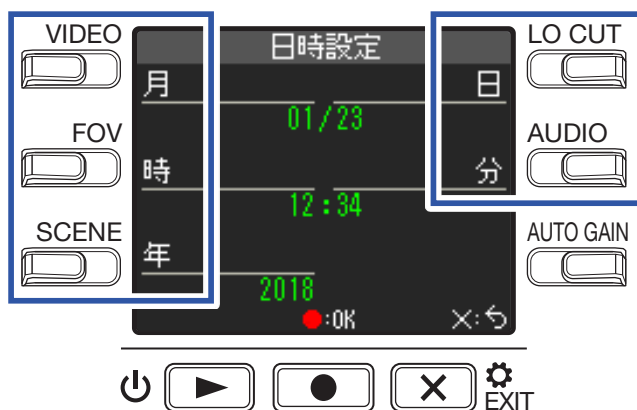 VIDEO
日時設定
LO CUT
月
日
01/23
FOV
AUDIO
時
分
12:34
SCENE
AUTO GAIN
年
2018
:OK
×:
EXIT